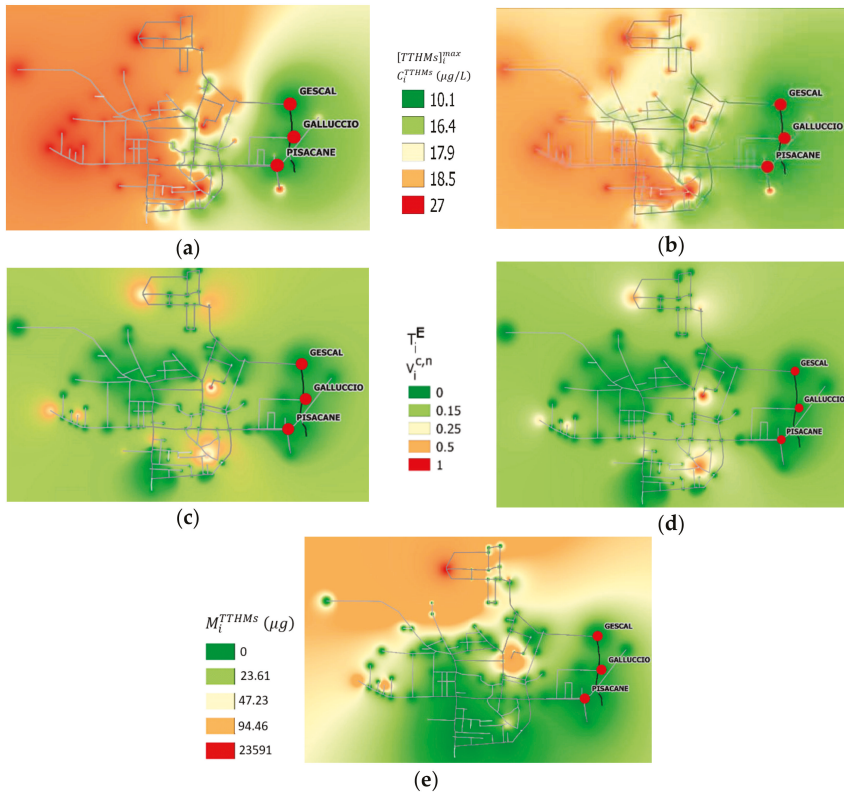 GESCAL
GALLUCCIO
PISACANE
(a)
[TTHMs]_i^{max}
C_i^{TTHMs} (μg/L)
10.1
16.4
17.9
18.5
27
GESCAL
GALLUCCIO
PISACANE
(b)
GESCAL
GALLUCCIO
PISACANE
(c)
T_i^E
v_i^{c,n}
0
0.15
0.25
0.5
1
GESCAL
GALLUCCIO
PISACANE
(d)
M_i^{TTHMs} (μg)
0
23.61
47.23
94.46
23591
GESCAL
GALLUCCIO
PISACANE
(e)